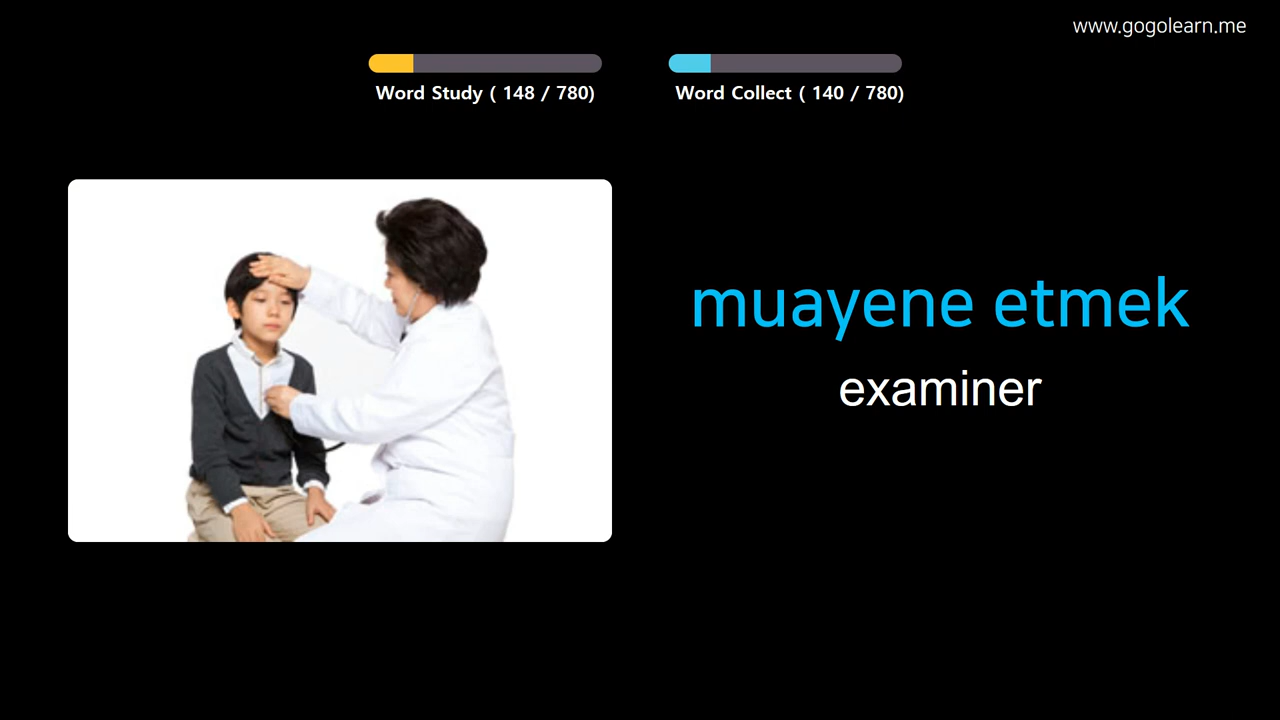 www.gogolearn.me
Word Study ( 148 / 780)
Word Collect ( 140 / 780)
muayene etmek
examiner